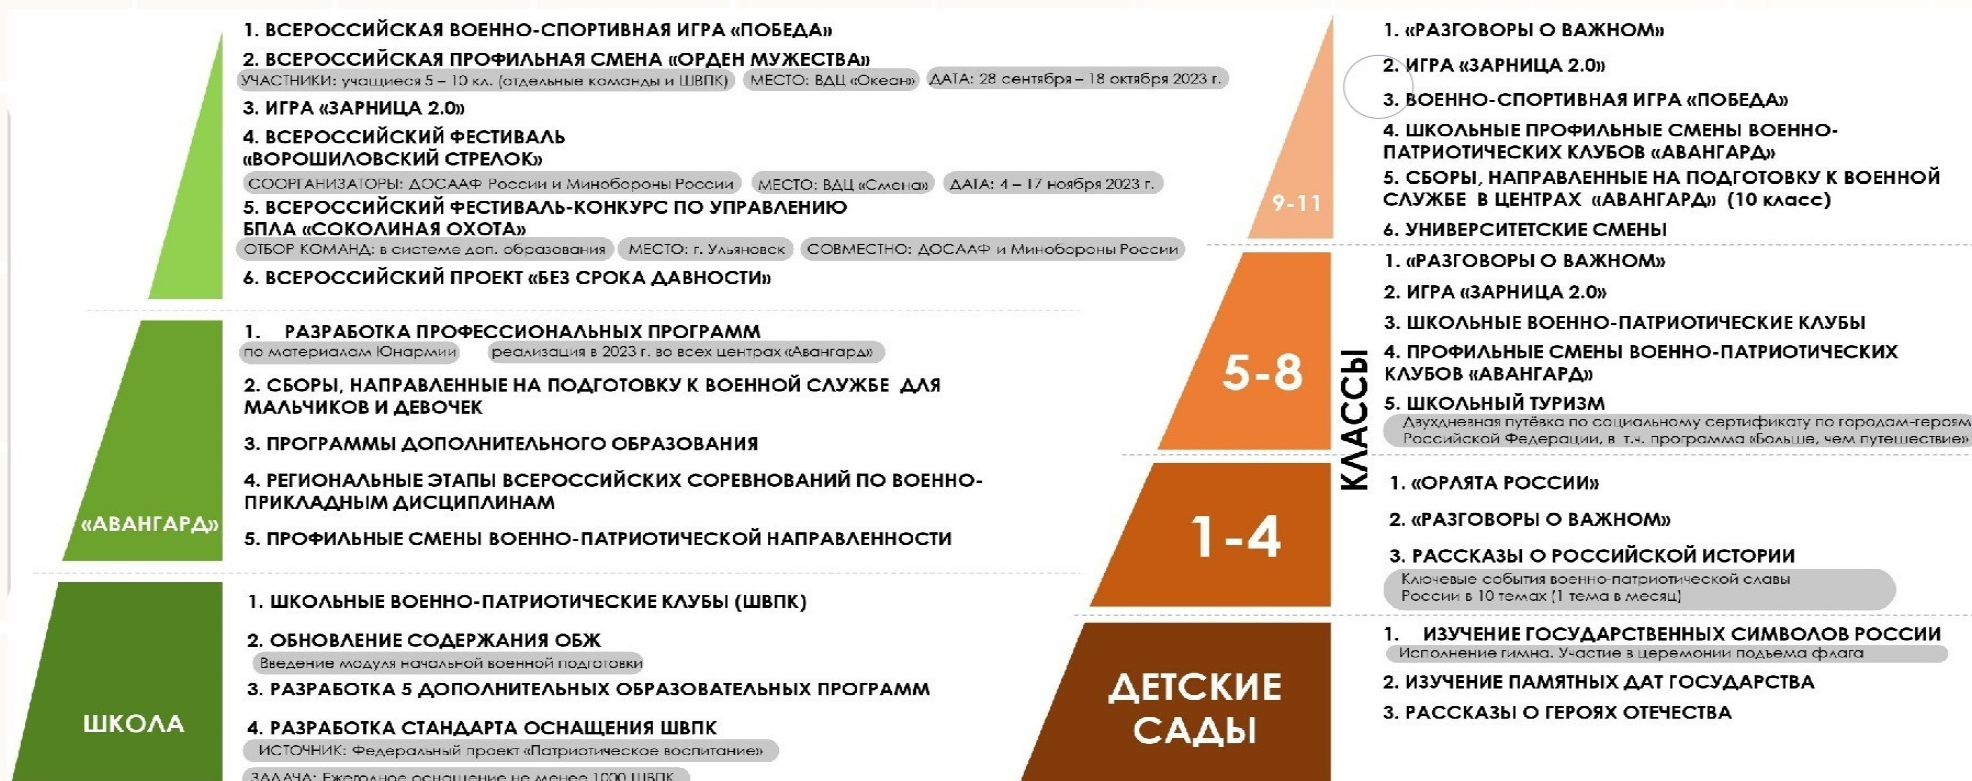 1. ВСЕРОССИЙСКАЯ ВОЕННО-СПОРТИВНАЯ ИГРА «ПОБЕДА»
2. ВСЕРОССИЙСКАЯ ПРОФИЛЬНАЯ СМЕНА «ОРДЕН МУЖЕСТВА»
УЧАСТНИКИ: учащиеся 5 – 10 кл. (отдельные команды и ШВПК) МЕСТО: ВДЦ «Океан» ДАТА: 28 сентября – 18 октября 2023 г.
3. ИГРА «ЗАРНИЦА 2.0»
4. ВСЕРОССИЙСКИЙ ФЕСТИВАЛЬ
«ВОРОШИЛОВСКИЙ СТРЕЛОК»
СООРГАНИЗАТОРЫ: ДОСААФ России и Минобороны России МЕСТО: ВДЦ «Смена» ДАТА: 4 – 17 ноября 2023 г.
5. ВСЕРОССИЙСКИЙ ФЕСТИВАЛЬ-КОНКУРС ПО УПРАВЛЕНИЮ
БПЛА «СОКОЛИНАЯ ОХОТА»
ОТБОР КОМАНД: в системе доп. образования МЕСТО: г. Ульяновск СОВМЕСТНО: ДОСААФ и Минобороны России
6. ВСЕРОССИЙСКИЙ ПРОЕКТ «БЕЗ СРОКА ДАВНОСТИ»
«АВАНГАРД»
1. РАЗРАБОТКА ПРОФЕССИОНАЛЬНЫХ ПРОГРАММ
по материалам Юнармии реализация в 2023 г. во всех центрах «Авангард»
2. СБОРЫ, НАПРАВЛЕННЫЕ НА ПОДГОТОВКУ К ВОЕННОЙ СЛУЖБЕ ДЛЯ
МАЛЬЧИКОВ И ДЕВОЧЕК
3. ПРОГРАММЫ ДОПОЛНИТЕЛЬНОГО ОБРАЗОВАНИЯ
4. РЕГИОНАЛЬНЫЕ ЭТАПЫ ВСЕРОССИЙСКИХ СОРЕВНОВАНИЙ ПО ВОЕННО-
ПРИКЛАДНЫМ ДИСЦИПЛИНАМ
5. ПРОФИЛЬНЫЕ СМЕНЫ ВОЕННО-ПАТРИОТИЧЕСКОЙ НАПРАВЛЕННОСТИ
ШКОЛА
1. ШКОЛЬНЫЕ ВОЕННО-ПАТРИОТИЧЕСКИЕ КЛУБЫ (ШВПК)
2. ОБНОВЛЕНИЕ СОДЕРЖАНИЯ ОБЖ
Введение модуля начальной военной подготовки
3. РАЗРАБОТКА 5 ДОПОЛНИТЕЛЬНЫХ ОБРАЗОВАТЕЛЬНЫХ ПРОГРАММ
4. РАЗРАБОТКА СТАНДАРТА ОСНАЩЕНИЯ ШВПК
ИСТОЧНИК: Федеральный проект «Патриотическое воспитание»
ЗАДАЧА: Ежегодное оснащение не менее 1000 ШВПК
КЛАССЫ
9-11
1. «РАЗГОВОРЫ О ВАЖНОМ»
2. ИГРА «ЗАРНИЦА 2.0»
3. ВОЕННО-СПОРТИВНАЯ ИГРА «ПОБЕДА»
4. ШКОЛЬНЫЕ ПРОФИЛЬНЫЕ СМЕНЫ ВОЕННО-
ПАТРИОТИЧЕСКИХ КЛУБОВ «АВАНГАРД»
5. СБОРЫ, НАПРАВЛЕННЫЕ НА ПОДГОТОВКУ К ВОЕННОЙ
СЛУЖБЕ В ЦЕНТРАХ «АВАНГАРД» (10 класс)
6. УНИВЕРСИТЕТСКИЕ СМЕНЫ
5-8
1. «РАЗГОВОРЫ О ВАЖНОМ»
2. ИГРА «ЗАРНИЦА 2.0»
3. ШКОЛЬНЫЕ ВОЕННО-ПАТРИОТИЧЕСКИЕ КЛУБЫ
4. ПРОФИЛЬНЫЕ СМЕНЫ ВОЕННО-ПАТРИОТИЧЕСКИХ
КЛУБОВ «АВАНГАРД»
5. ШКОЛЬНЫЙ ТУРИЗМ
Двухдневная путёвка по социальному сертификату по городам-героям
Российской Федерации, в т.ч. программа «Больше, чем путешествие»
1-4
1. «ОРЛЯТА РОССИИ»
2. «РАЗГОВОРЫ О ВАЖНОМ»
3. РАССКАЗЫ О РОССИЙСКОЙ ИСТОРИИ
Ключевые события военно-патриотической славы
России в 10 темах (1 тема в месяц)
ДЕТСКИЕ
САДЫ
1. ИЗУЧЕНИЕ ГОСУДАРСТВЕННЫХ СИМВОЛОВ РОССИИ
Исполнение гимна. Участие в церемонии подъема флага
2. ИЗУЧЕНИЕ ПАМЯТНЫХ ДАТ ГОСУДАРСТВА
3. РАССКАЗЫ О ГЕРОЯХ ОТЕЧЕСТВА